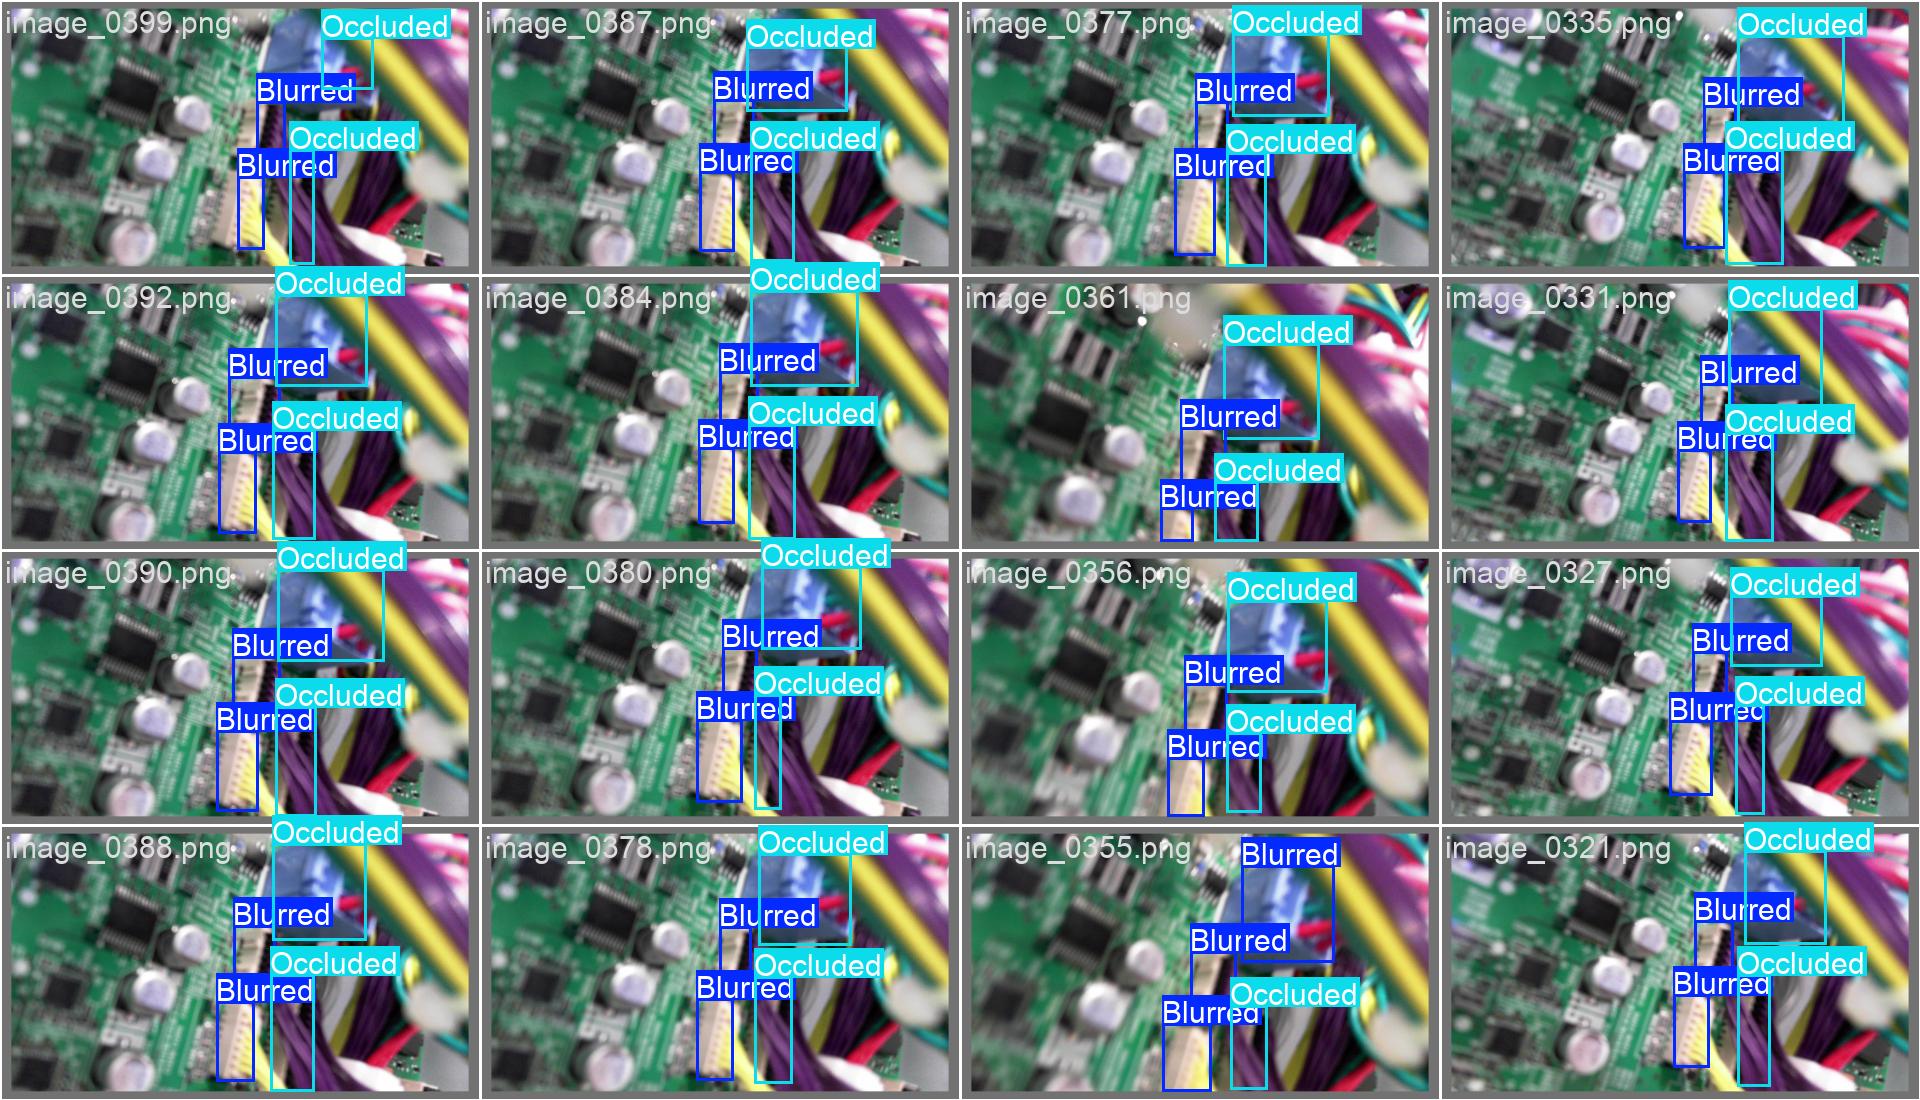 image_0399.png
Occluded
Blurred
Occluded
Blurred
image_0387.png
Occluded
Blurred
Occluded
Blurred
image_0377.png
Occluded
Blurred
Occluded
Blurred
image_0335.png
Occluded
Blurred
Occluded
Blurred
image_0392.png
Occluded
Blurred
Occluded
Blurred
image_0384.png
Occluded
Blurred
Occluded
Blurred
image_0361.png
Occluded
Blurred
Occluded
Blurred
image_0331.png
Occluded
Blurred
Occluded
Blurred
image_0390.png
Occluded
Blurred
Occluded
Blurred
image_0380.png
Occluded
Blurred
Occluded
Blurred
image_0356.png
Occluded
Blurred
Occluded
Blurred
image_0327.png
Occluded
Blurred
Occluded
Blurred
image_0388.png
Occluded
Blurred
Occluded
Blurred
image_0378.png
Occluded
Blurred
Occluded
Blurred
image_0355.png
Blurred
Blurred
Occluded
Blurred
image_0321.png
Occluded
Blurred
Occluded
Blurred